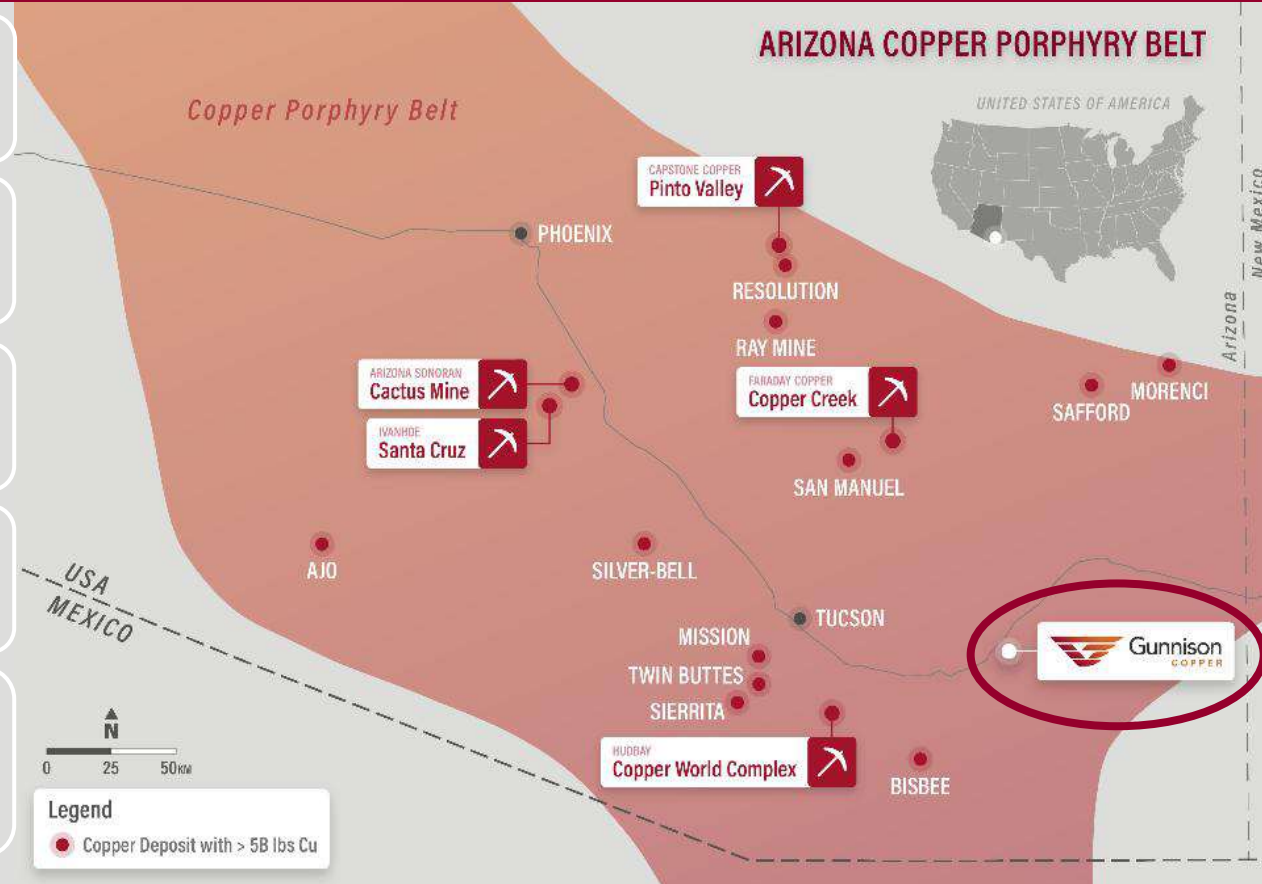 ARIZONA COPPER PORPHYRY BELT
Copper Porphyry Belt
UNITED STATES OF AMERICA
CAPSTONE COPPER
Pinto Valley
New Mexico
Arizona
PHOENIX
RESOLUTION
RAY MINE
ARIZONA SONORAN
Cactus Mine
FARADAY COPPER
Copper Creek
MORENCI
SAFFORD
IVANHOE
Santa Cruz
SAN MANUEL
AJO
SILVER-BELL
USA
MEXICO
TUCSON
MISSION
Gunnison
COPPER
TWIN BUTTES
SIERRITA
N
HUDBAY
Copper World Complex
BISBEE
0 25 50KM
Legend
Copper Deposit with > 5B lbs Cu